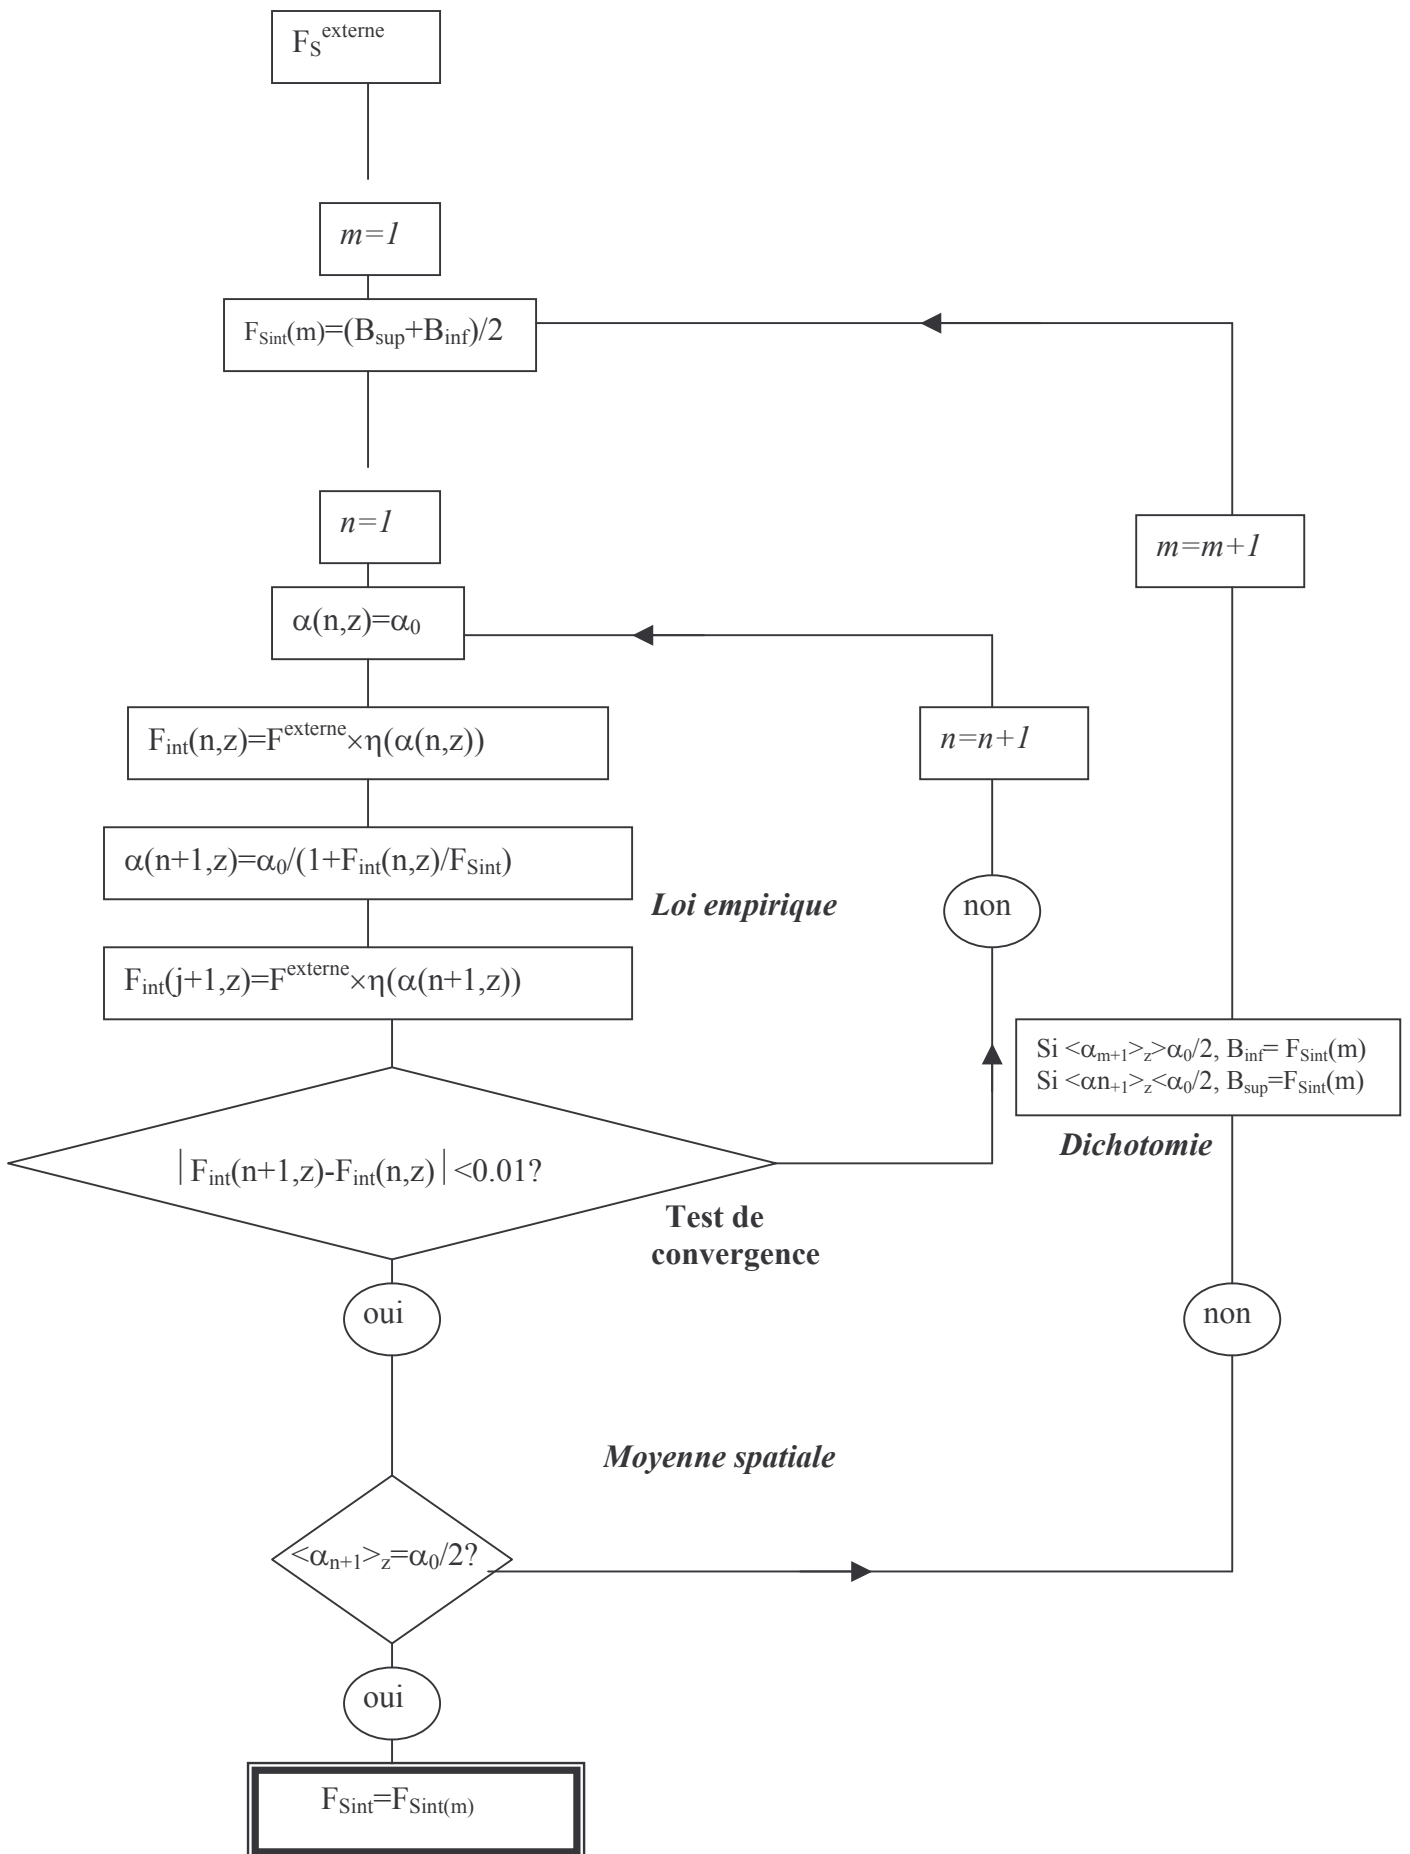 F_S^externe
m=1
F_Sint(m)=(B_sup+B_inf)/2
n=1
m=m+1
α(n,z)=α_0
F_int(n,z)=F^externe×η(α(n,z))
n=n+1
α(n+1,z)=α_0/(1+F_int(n,z)/F_Sint)
Loi empirique
non
F_int(j+1,z)=F^externe×η(α(n+1,z))
Si <α_m+1>_z>α_0/2, B_inf= F_Sint(m)
Si <αn_+1>_z<α_0/2, B_sup=F_Sint(m)
Dichotomie
|F_int(n+1,z)-F_int(n,z)|<0.01?
Test de
convergence
oui
non
Moyenne spatiale
<α_n+1>_z=α_0/2?
oui
F_Sint=F_Sint(m)